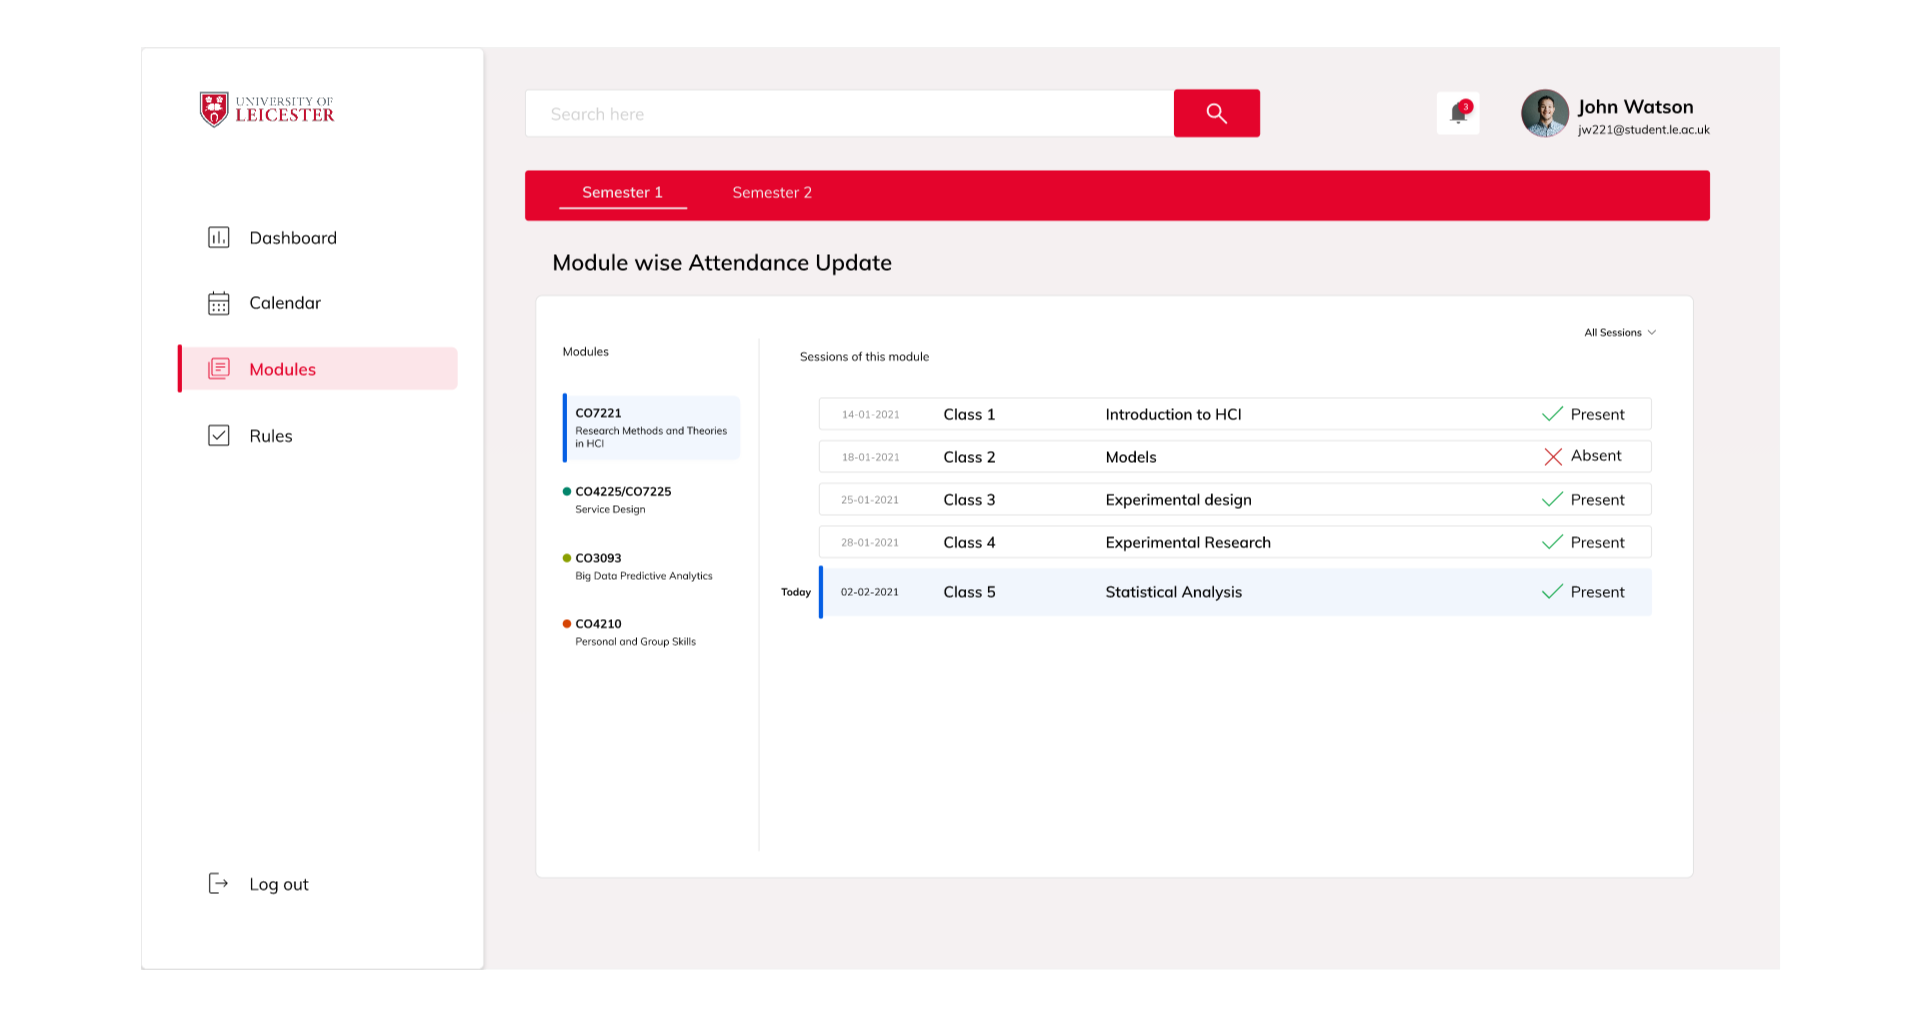 UNIVERSITY OF
LEICESTER
Dashboard
Calendar
Modules
Rules
Log out
Search here
3
John Watson
jw221@student.le.ac.uk
Semester 1 Semester 2
Module wise Attendance Update
Modules
CO7221
Research Methods and Theories
in HCI
CO4225/CO7225
Service Design
CO3093
Big Data Predictive Analytics
CO4210
Personal and Group Skills
All Sessions
Sessions of this module
14-01-2021 Class 1 Introduction to HCI Present
18-01-2021 Class 2 Models Absent
25-01-2021 Class 3 Experimental design Present
28-01-2021 Class 4 Experimental Research Present
Today 02-02-2021 Class 5 Statistical Analysis Present